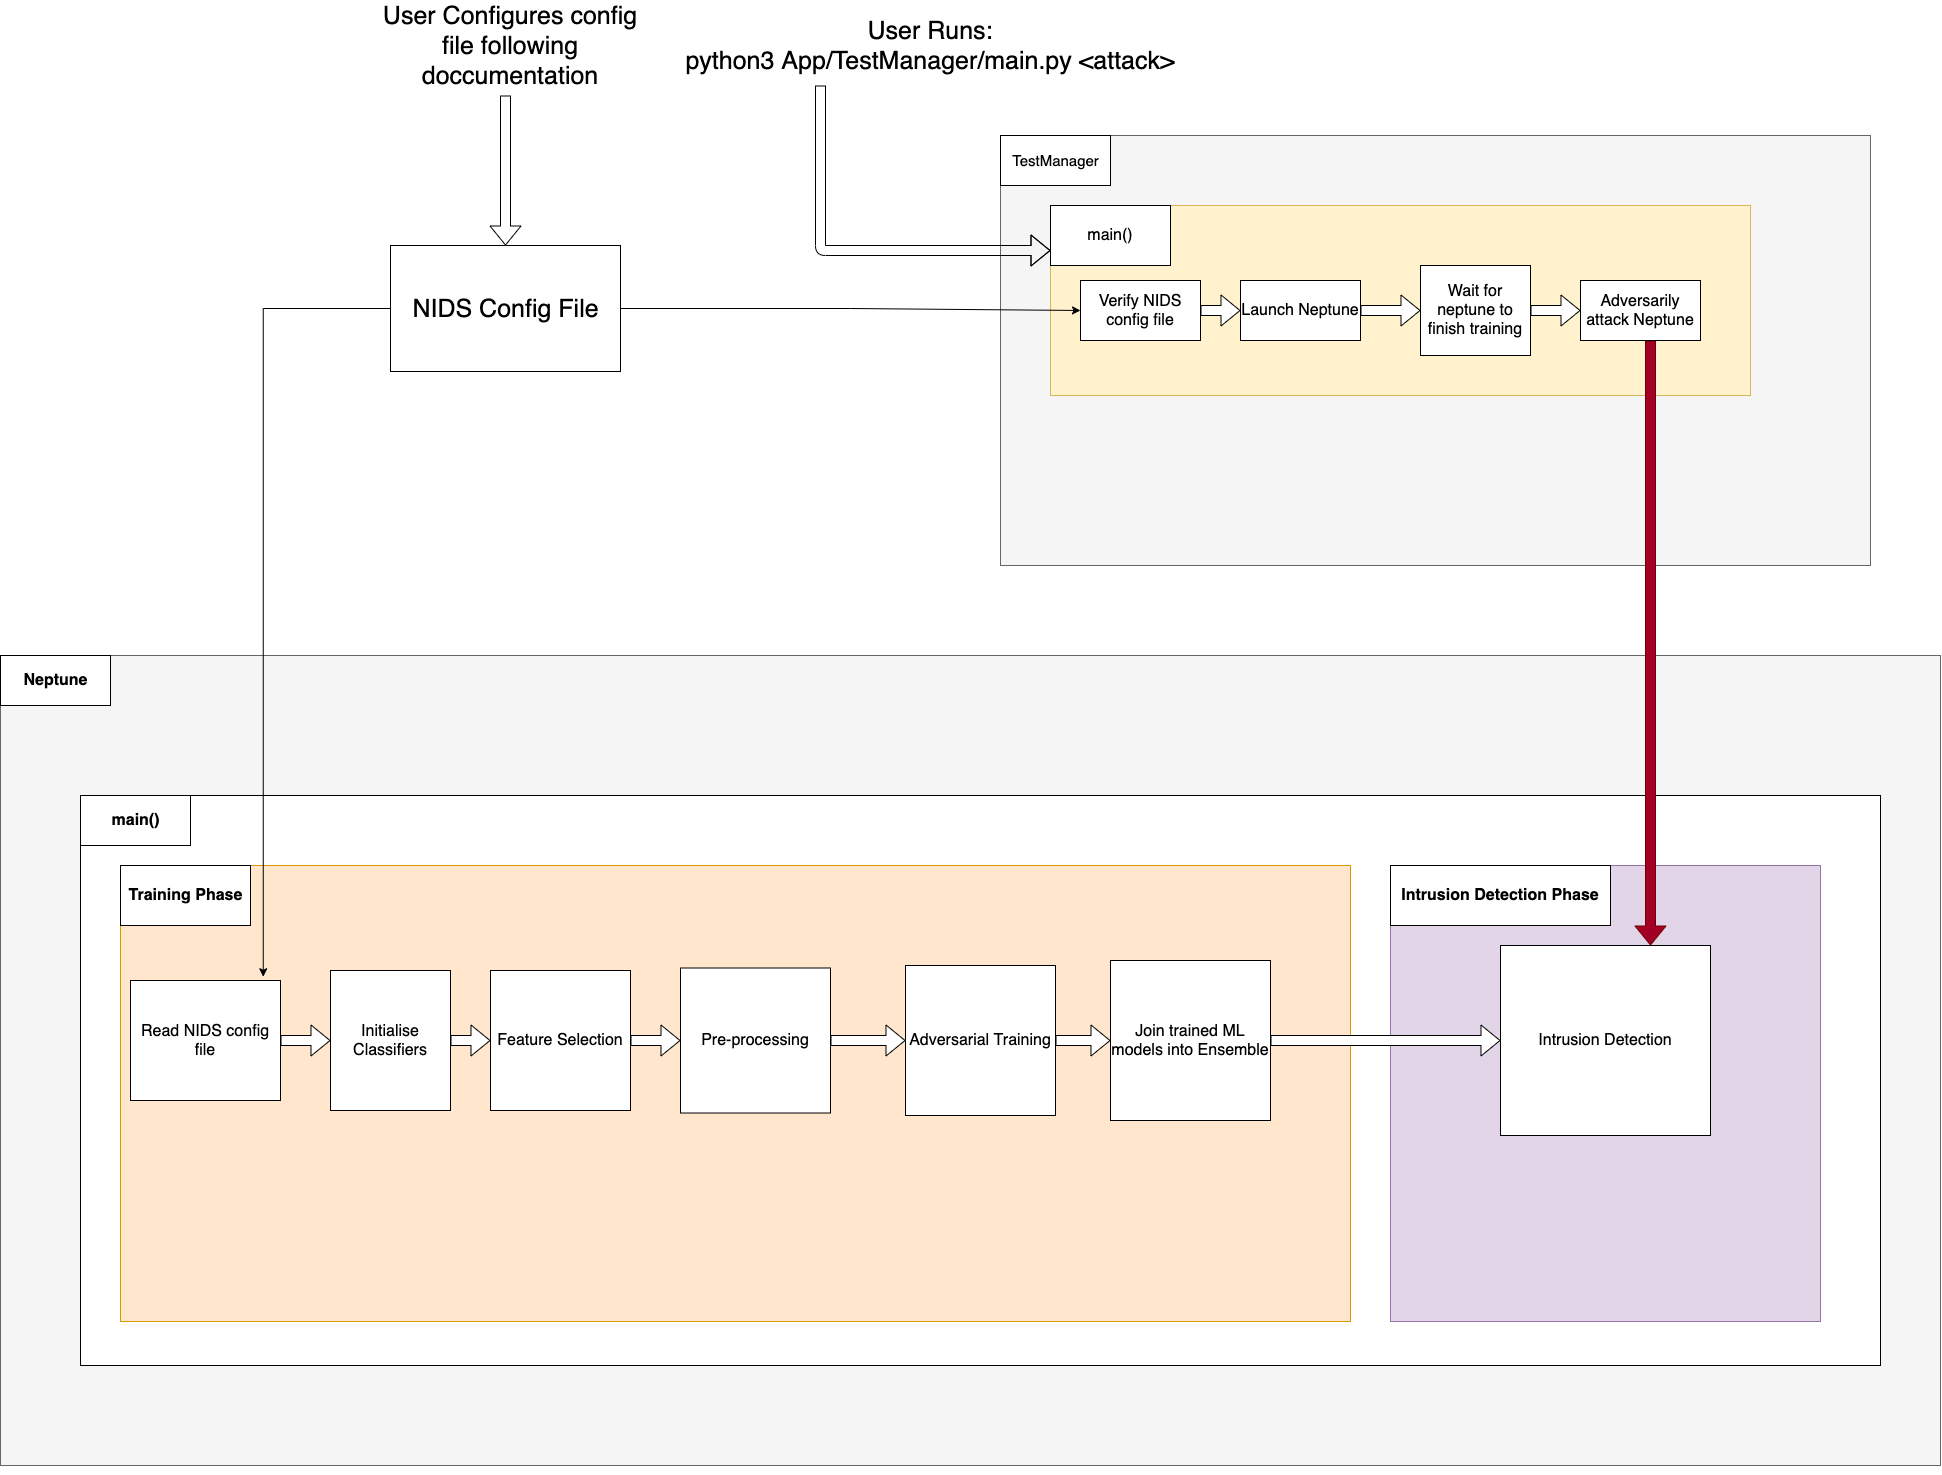 User Configures config
file following
doccumentation
User Runs:
python3 App/TestManager/main.py <attack>
TestManager
main()
NIDS Config File
Verify NIDS
config file
Launch Neptune
Wait for
neptune to
finish training
Adversarily
attack Neptune
Neptune
main()
Training Phase
Intrusion Detection Phase
Read NIDS config
file
Initialise
Classifiers
Feature Selection
Pre-processing
Adversarial Training
Join trained ML
models into Ensemble
Intrusion Detection